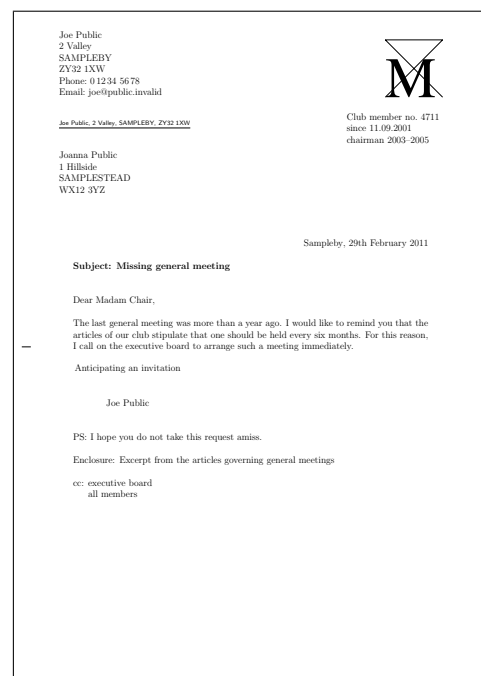 Joe Public
2 Valley
SAMPLEBY
ZY32 1XW
Phone: 0 12 34 56 78
Email: joe@public.invalid
M
Club member no. 4711
since 11.09.2001
chairman 2003–2005
Joe Public, 2 Valley, SAMPLEBY, ZY32 1XW
Joanna Public
1 Hillside
SAMPLESTEAD
WX12 3YZ
Sampleby, 29th February 2011
Subject: Missing general meeting
Dear Madam Chair,
The last general meeting was more than a year ago. I would like to remind you that the
articles of our club stipulate that one should be held every six months. For this reason,
I call on the executive board to arrange such a meeting immediately.
Anticipating an invitation
Joe Public
PS: I hope you do not take this request amiss.
Enclosure: Excerpt from the articles governing general meetings
cc: executive board
all members